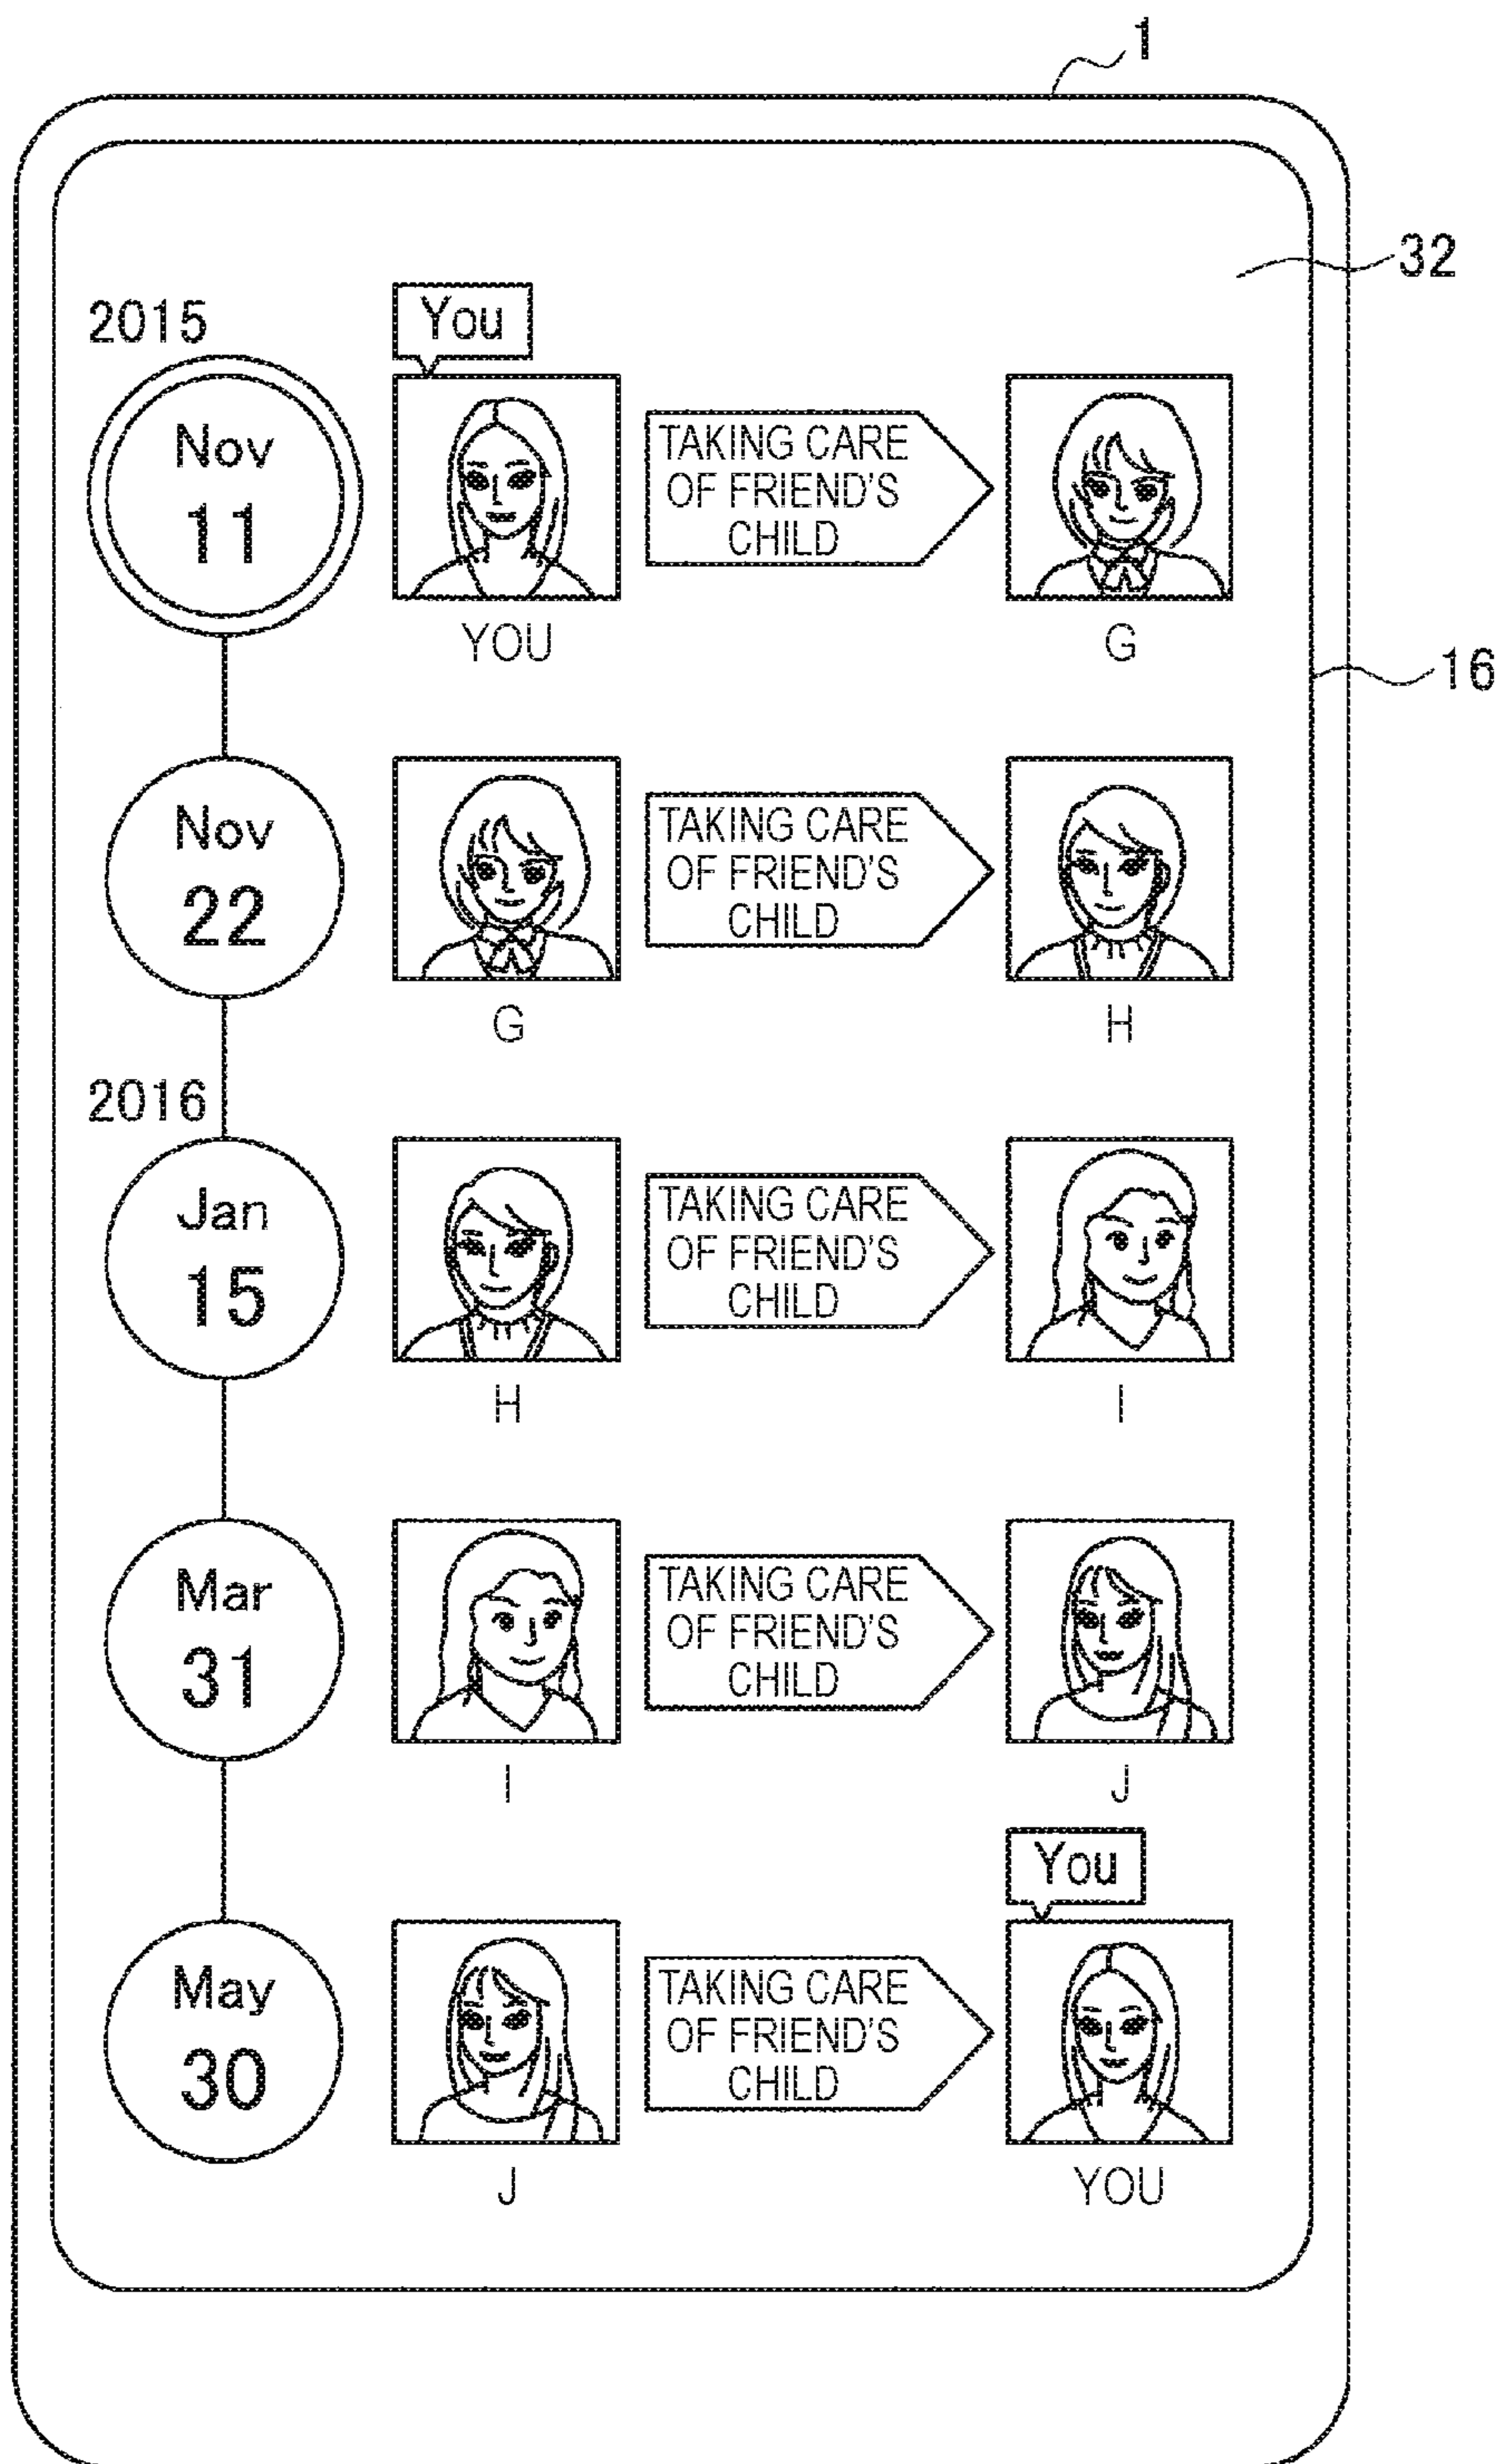 1
32
2015
You
Nov
11
TAKING CARE
OF FRIEND'S
CHILD
YOU
G
16
Nov
22
TAKING CARE
OF FRIEND'S
CHILD
G
H
2016
Jan
15
TAKING CARE
OF FRIEND'S
CHILD
H
I
Mar
31
TAKING CARE
OF FRIEND'S
CHILD
I
J
You
May
30
TAKING CARE
OF FRIEND'S
CHILD
J
YOU